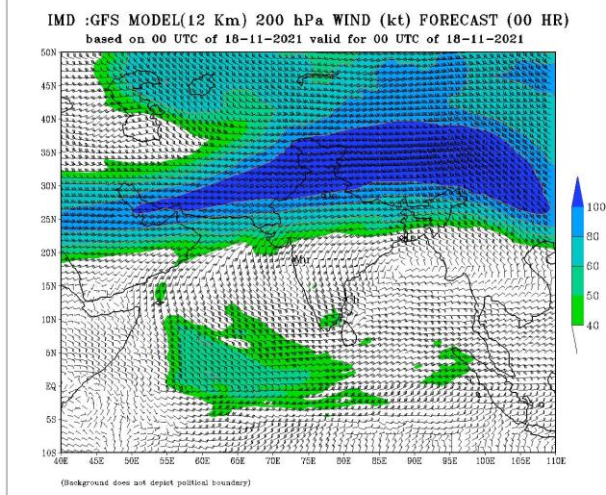 IMD :GFS MODEL(12 Km) 200 hPa WIND (kt) FORECAST (00 HR)
based on 00 UTC of 18-11-2021 valid for 00 UTC of 18-11-2021
50N
45N
40N
35N
30N
25N
20N
15N
10N
5N
EQ
5S
10S
40E 45E 50E 55E 60E 65E 70E 75E 80E 85E 90E 95E 100E 105E 110E
100
80
60
50
40
(Background does not depict political boundary)